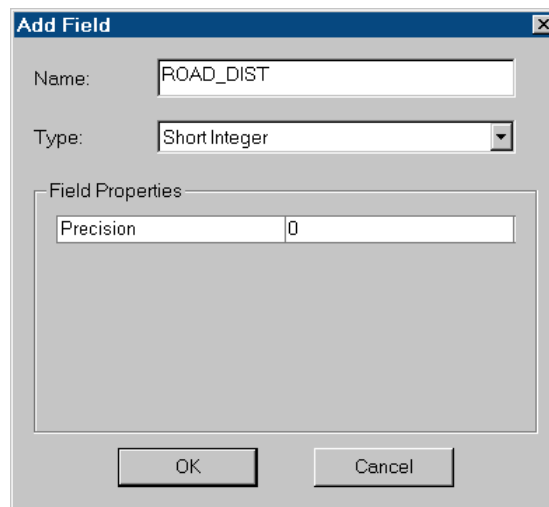 Add Field
Name: ROAD_DIST
Type: Short Integer
Field Properties
Precision 0
OK Cancel